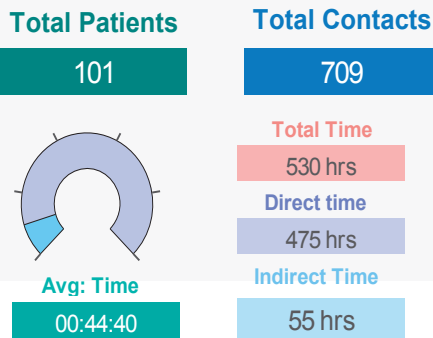 Total Patients
Total Contacts
101
709
Total Time
530 hrs
Direct time
475 hrs
Indirect Time
55 hrs
Avg: Time
00:44:40